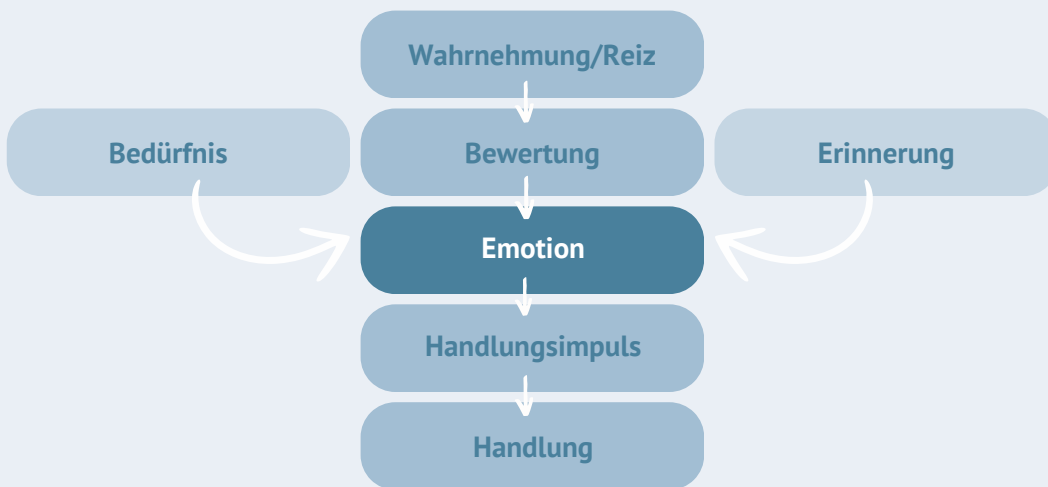 Wahrnehmung/Reiz
Bedürfnis
Bewertung
Erinnerung
Emotion
Handlungsimpuls
Handlung